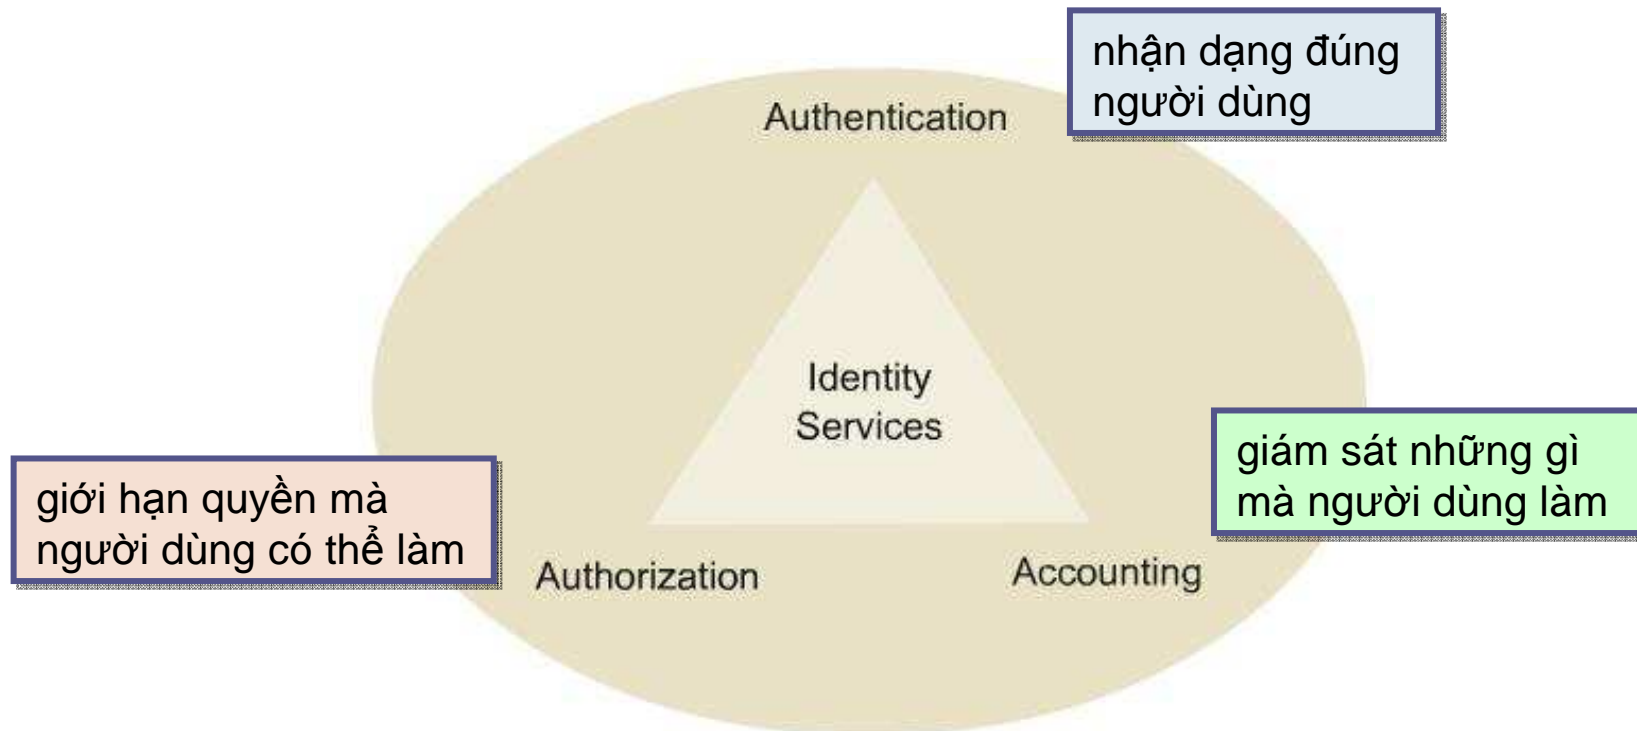 nhận dạng đúng
người dùng
Authentication
Identity
Services
giám sát những gì
mà người dùng làm
giới hạn quyền mà
người dùng có thể làm
Authorization
Accounting